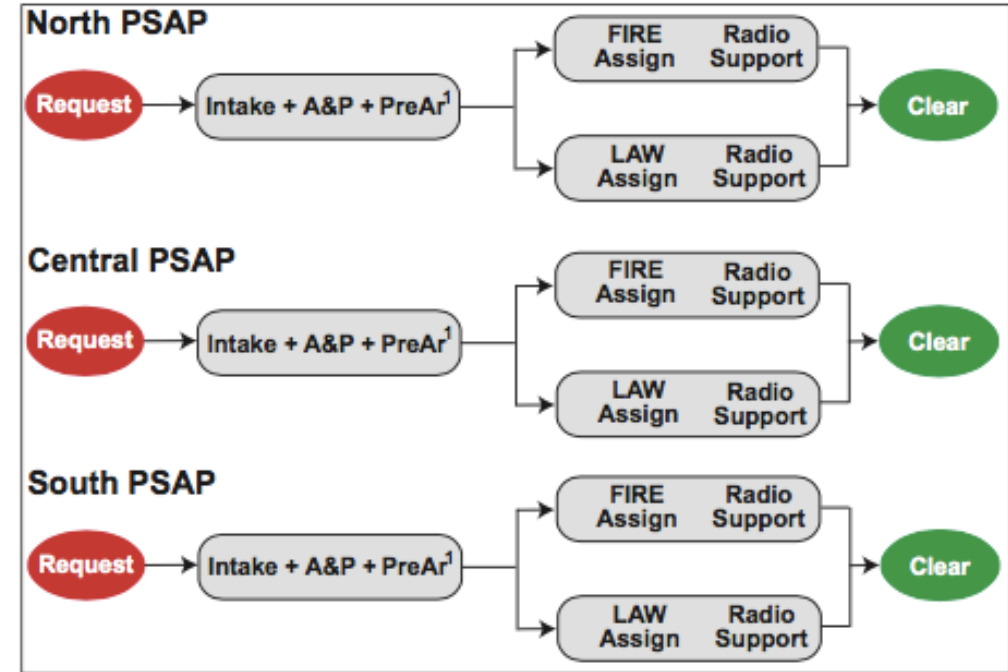 North PSAP
FIRE Radio
Assign Support
Request
Intake + A&P + PreAr¹
Clear
LAW Radio
Assign Support
Central PSAP
FIRE Radio
Assign Support
Request
Intake + A&P + PreAr¹
Clear
LAW Radio
Assign Support
South PSAP
FIRE Radio
Assign Support
Request
Intake + A&P + PreAr¹
Clear
LAW Radio
Assign Support